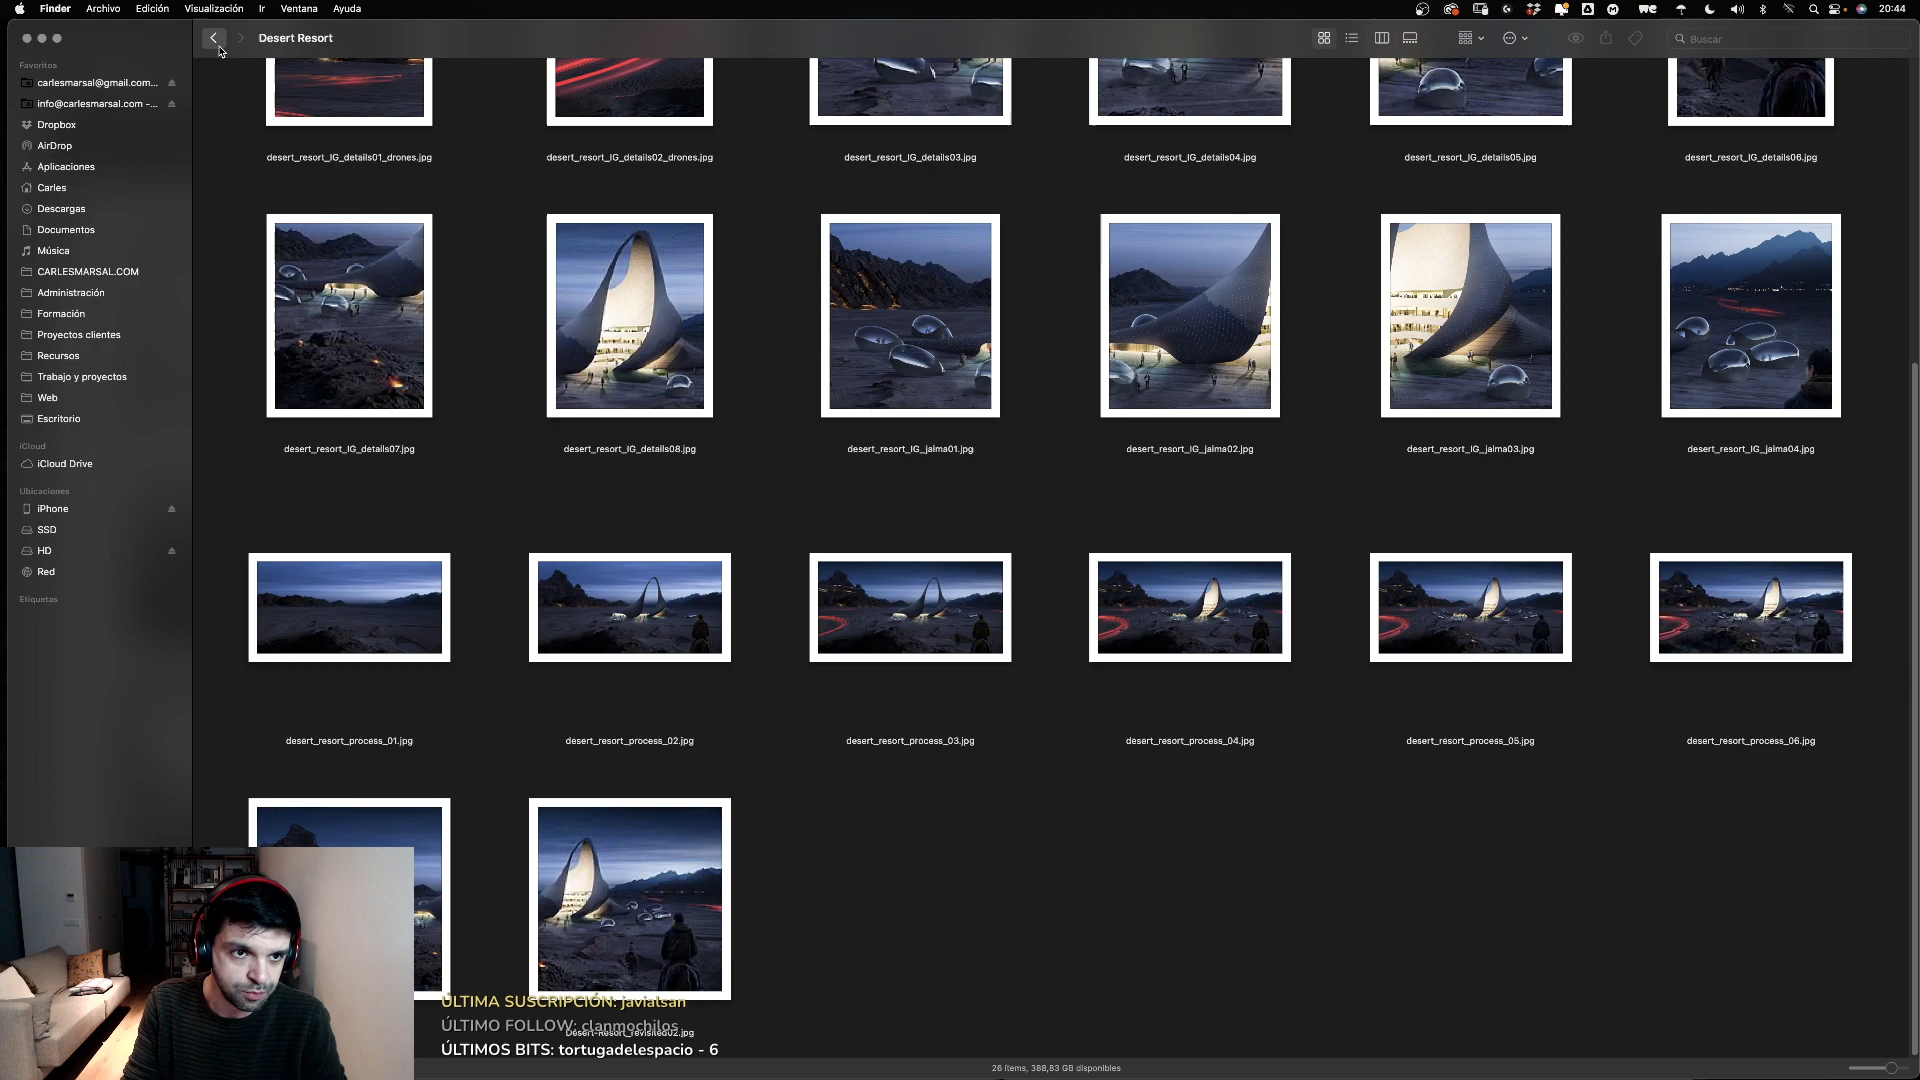 Finder Archivo Edición Visualización Ir Ventana Ayuda 20:44
Desert Resort
Buscar
Favoritos
carlesmarsal@gmail.com...
info@carlesmarsal.com -...
Dropbox
AirDrop
Aplicaciones
Carles
Descargas
Documentos
Música
CARLESMARSAL.COM
Administración
Formación
Proyectos clientes
Recursos
Trabajo y proyectos
Web
Escritorio
iCloud
iCloud Drive
Ubicaciones
iPhone
SSD
HD
Red
Etiquetas
desert_resort_IG_details01_drones.jpg
desert_resort_IG_details02_drones.jpg
desert_resort_IG_details03.jpg
desert_resort_IG_details04.jpg
desert_resort_IG_details05.jpg
desert_resort_IG_details06.jpg
desert_resort_IG_details07.jpg
desert_resort_IG_details08.jpg
desert_resort_IG_jaima01.jpg
desert_resort_IG_jaima02.jpg
desert_resort_IG_jaima03.jpg
desert_resort_IG_jaima04.jpg
desert_resort_process_01.jpg
desert_resort_process_02.jpg
desert_resort_process_03.jpg
desert_resort_process_04.jpg
desert_resort_process_05.jpg
desert_resort_process_06.jpg
Desert-Resort_revisited02.jpg
ÚLTIMA SUSCRIPCIÓN: javialsan
ÚLTIMO FOLLOW: clanmochilos
ÚLTIMOS BITS: tortugadelespacio - 6
26 ítems, 388,83 GB disponibles